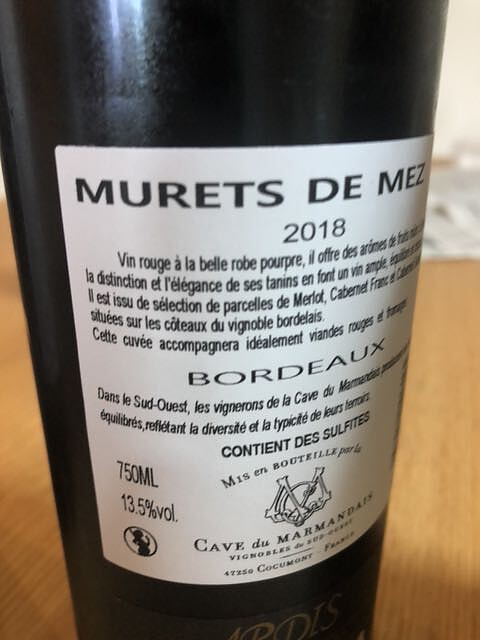 MURETS DE MEZ
2018
Vin rouge à la belle robe pourpre, il offre des arômes de fruits
la distinction et l'élégance de ses tanins en font un vin ample,
Il est issu de sélection de parcelles de Merlot, Cabernet Franc et Cabernet
situées sur les côteaux du vignoble bordelais.
Cette cuvée accompagnera idéalement viandes rouges et fromages
BORDEAUX
Dans le Sud-Ouest, les vignerons de la Cave du Marmandais
équilibrés,reflétant la diversité et la typicité de leurs terroirs.
CONTIENT DES SULFITES
750ML
Mis en BOUTEILLE par la
13.5%vol.
CAVE du MARMANDAIS
VIGNOBLES du SUD-OUEST
47250 COCUMONT - FRANCE